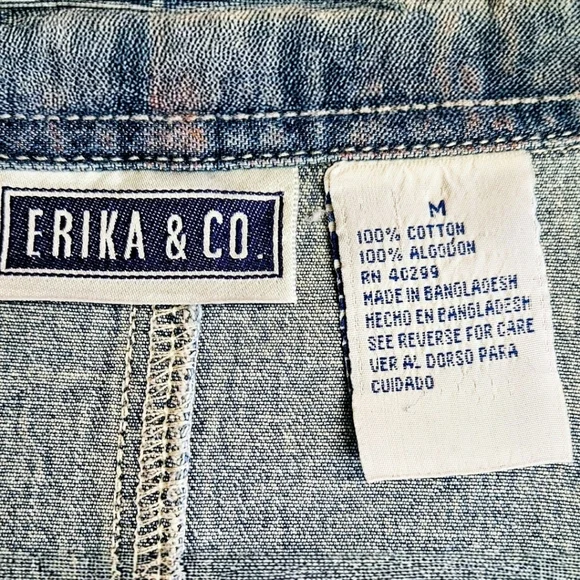 ERIKA & CO.
M
100% COTTON
100% ALGODON
RN 40299
MADE IN BANGLADESH
HECHO EN BANGLADESH
SEE REVERSE FOR CARE
VER AL DORSO PARA
CUIDADO